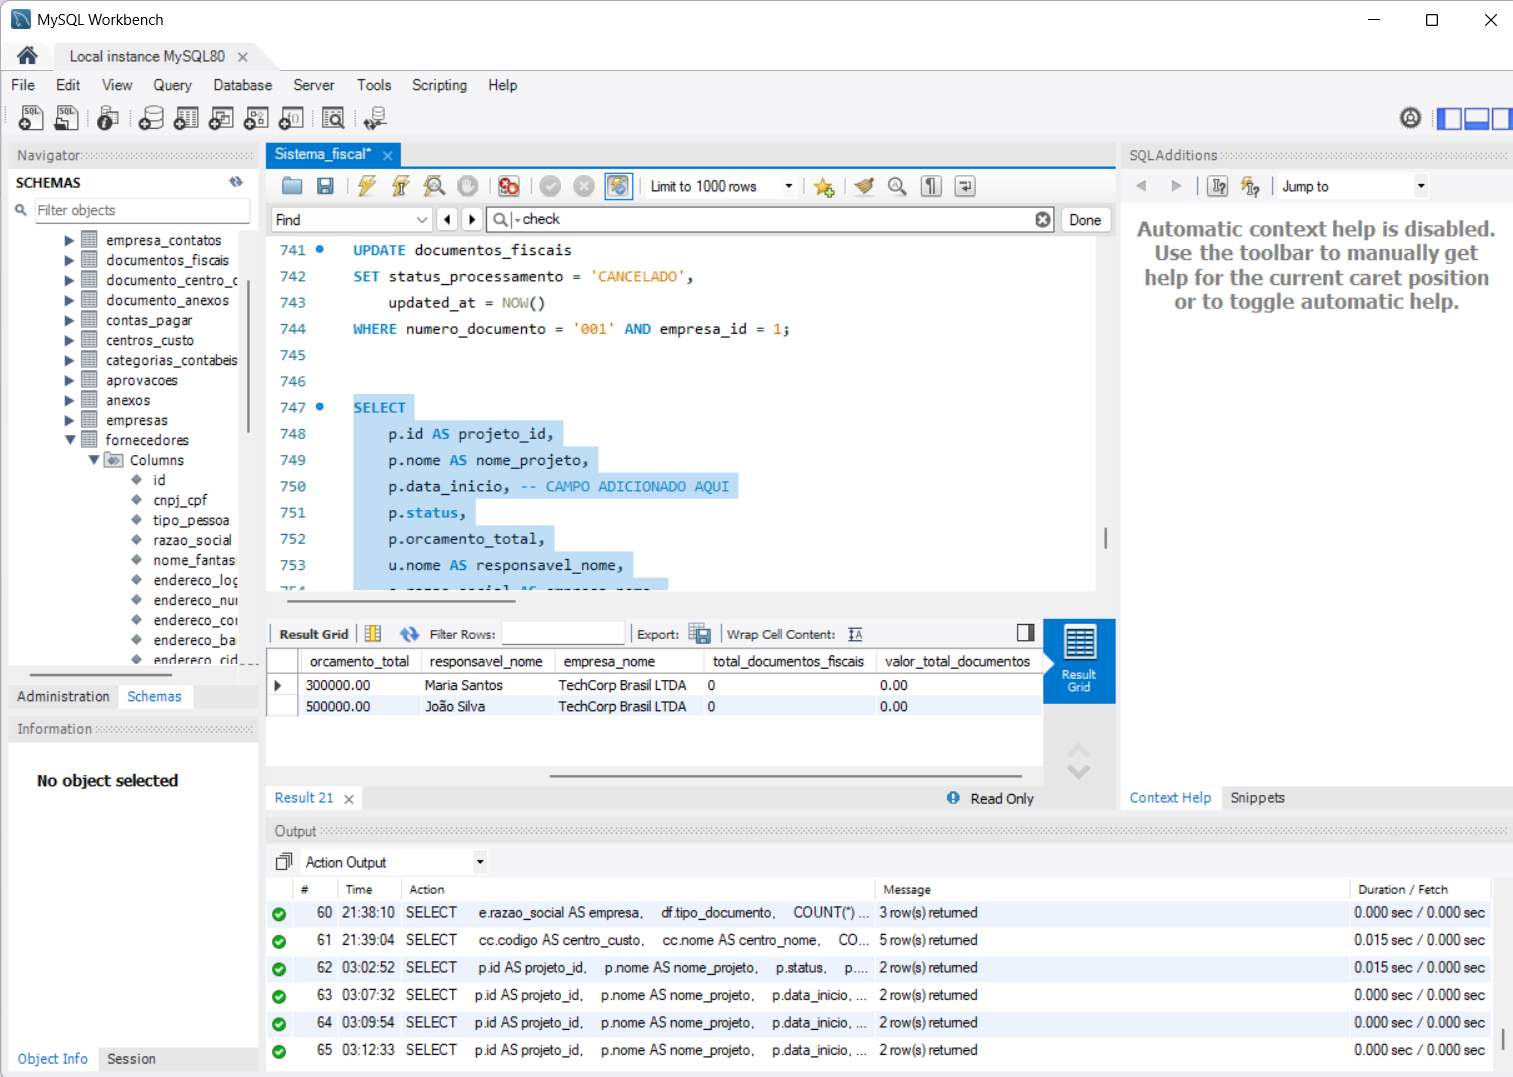 MySQL Workbench
Local instance MySQL80
File Edit View Query Database Server Tools Scripting Help
Navigator
SCHEMAS
Filter objects
empresa_contatos
documentos_fiscais
documento_centro_c
documento_anexos
contas_pagar
centros_custo
categorias_contabeis
aprovacoes
anexos
empresas
fornecedores
Columns
id
cnpj_cpf
tipo_pessoa
razao_social
nome_fantas
endereco_log
endereco_nur
endereco_cor
endereco_ba
endereco_cid
Administration Schemas
Information
No object selected
Object Info Session
Sistema_fiscal*
Limit to 1000 rows
Find check Done
741 UPDATE documentos_fiscais
742 SET status_processamento = 'CANCELADO',
743 updated_at = NOW()
744 WHERE numero_documento = '001' AND empresa_id = 1;
745
746
747 SELECT
748 p.id AS projeto_id,
749 p.nome AS nome_projeto,
750 p.data_inicio, -- CAMPO ADICIONADO AQUI
751 p.status,
752 p.orcamento_total,
753 u.nome AS responsavel_nome,
754 e.razao_social AS empresa_nome,
Result Grid Filter Rows: Export: Wrap Cell Content:
orcamento_total responsavel_nome empresa_nome total_documentos_fiscais valor_total_documentos
300000.00 Maria Santos TechCorp Brasil LTDA 0 0.00
500000.00 João Silva TechCorp Brasil LTDA 0 0.00
Result
Grid
Result 21 Read Only
SQLAdditions
Jump to
Automatic context help is disabled.
Use the toolbar to manually get
help for the current caret position
or to toggle automatic help.
Context Help Snippets
Output
Action Output
# Time Action Message Duration / Fetch
60 21:38:10 SELECT e.razao_social AS empresa, df.tipo_documento, COUNT(*) ... 3 row(s) returned 0.000 sec / 0.000 sec
61 21:39:04 SELECT cc.codigo AS centro_custo, cc.nome AS centro_nome, CO... 5 row(s) returned 0.015 sec / 0.000 sec
62 03:02:52 SELECT p.id AS projeto_id, p.nome AS nome_projeto, p.status, p.... 2 row(s) returned 0.015 sec / 0.000 sec
63 03:07:32 SELECT p.id AS projeto_id, p.nome AS nome_projeto, p.data_inicio, ... 2 row(s) returned 0.000 sec / 0.000 sec
64 03:09:54 SELECT p.id AS projeto_id, p.nome AS nome_projeto, p.data_inicio, ... 2 row(s) returned 0.000 sec / 0.000 sec
65 03:12:33 SELECT p.id AS projeto_id, p.nome AS nome_projeto, p.data_inicio, ... 2 row(s) returned 0.000 sec / 0.000 sec